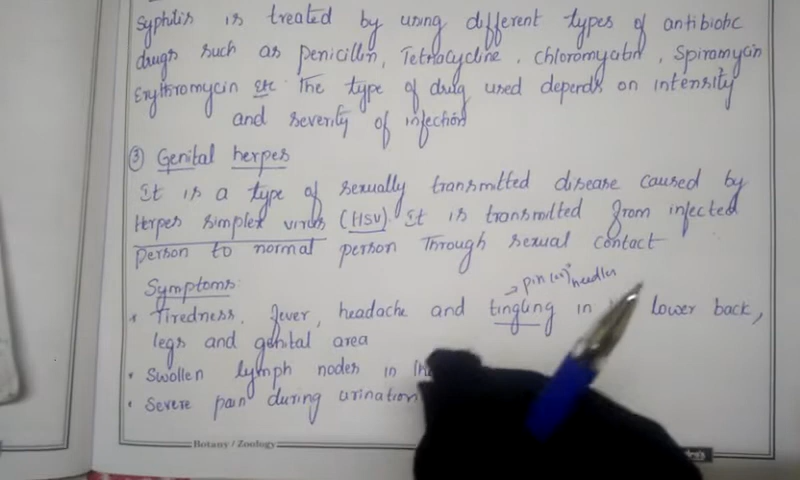 Syphilis is treated by using different types of antibiotic
drugs such as penicillin, Tetracycline, chloromycetin, Spiromycin
Erythromycin etc. The type of drug used depends on intensity
and severity of infection
③ Genital herpes
It is a type of sexually transmitted disease caused by
Herpes simplex virus (HSV). It is transmitted from infected
person to normal person through sexual contact
Symptoms:
→ pin (or) needles
* Tiredness, fever, headache and tingling in lower back,
legs and genital area
• Swollen lymph nodes in
• Severe pain during urination
Botany / Zoology